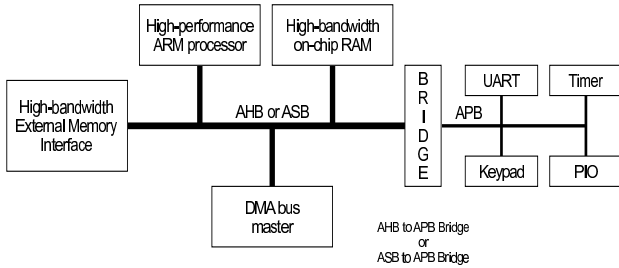 High-performance
ARM processor
High-bandwidth
on-chip RAM
High-bandwidth
External Memory
Interface
AHB or ASB
B
R
I
D
G
E
APB
UART
Timer
Keypad
PIO
DMA bus
master
AHB to APB Bridge
or
ASB to APB Bridge